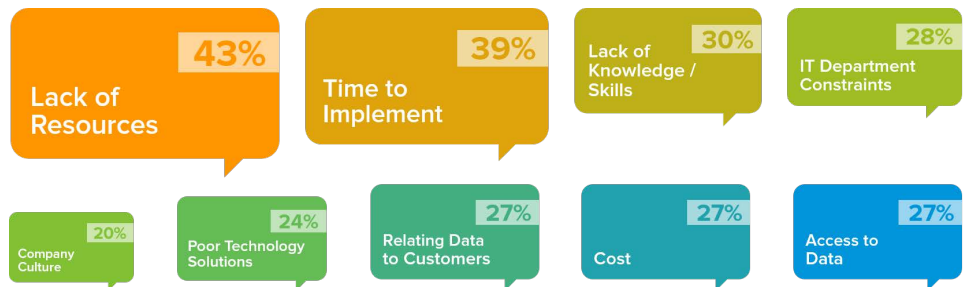 43%
Lack of
Resources
39%
Time to
Implement
30%
Lack of
Knowledge /
Skills
28%
IT Department
Constraints
20%
Company
Culture
24%
Poor Technology
Solutions
27%
Relating Data
to Customers
27%
Cost
27%
Access to
Data